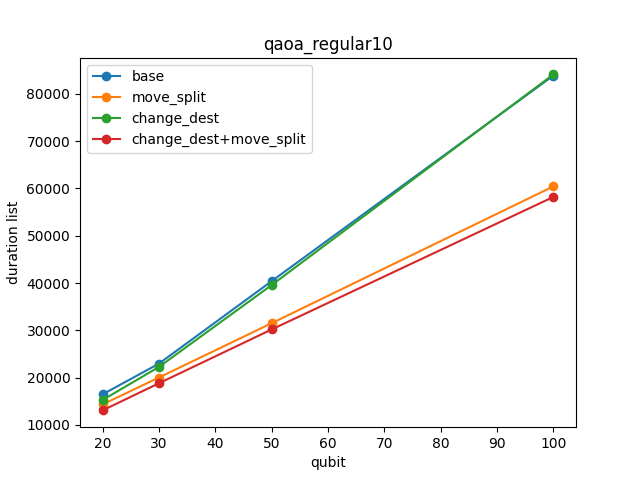 qaoa_regular10
base
move_split
change_dest
change_dest+move_split
80000
70000
60000
50000
40000
30000
20000
10000
duration list
20 30 40 50 60 70 80 90 100
qubit